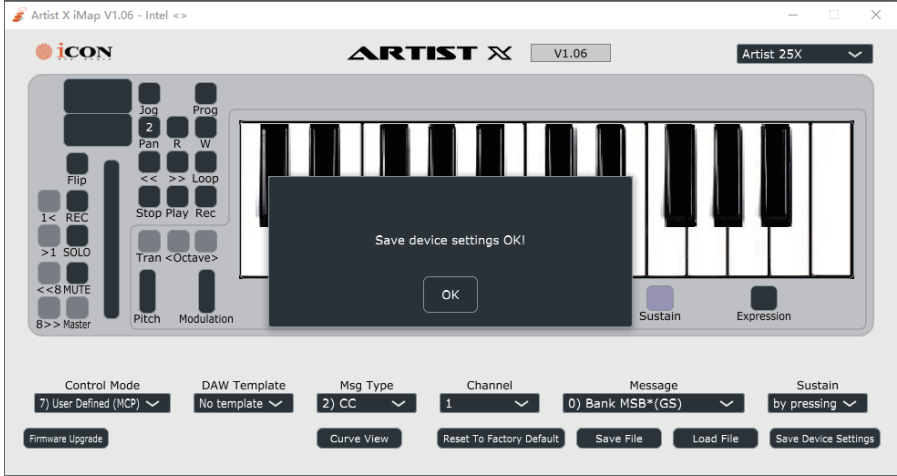 Artist X iMap V1.06 - Intel <>
iCON
ARTIST X
V1.06
Artist 25X
Jog
Prog
2
Pan R W
Flip
<< >> Loop
1< REC
Stop Play Rec
>1 SOLO
Tran <Octave>
<<8 MUTE
8>> Master
Pitch
Modulation
Save device settings OK!
OK
Sustain
Expression
Control Mode
DAW Template
Msg Type
Channel
Message
Sustain
7) User Defined (MCP)
No template
2) CC
1
0) Bank MSB*(GS)
by pressing
Firmware Upgrade
Curve View
Reset To Factory Default
Save File
Load File
Save Device Settings